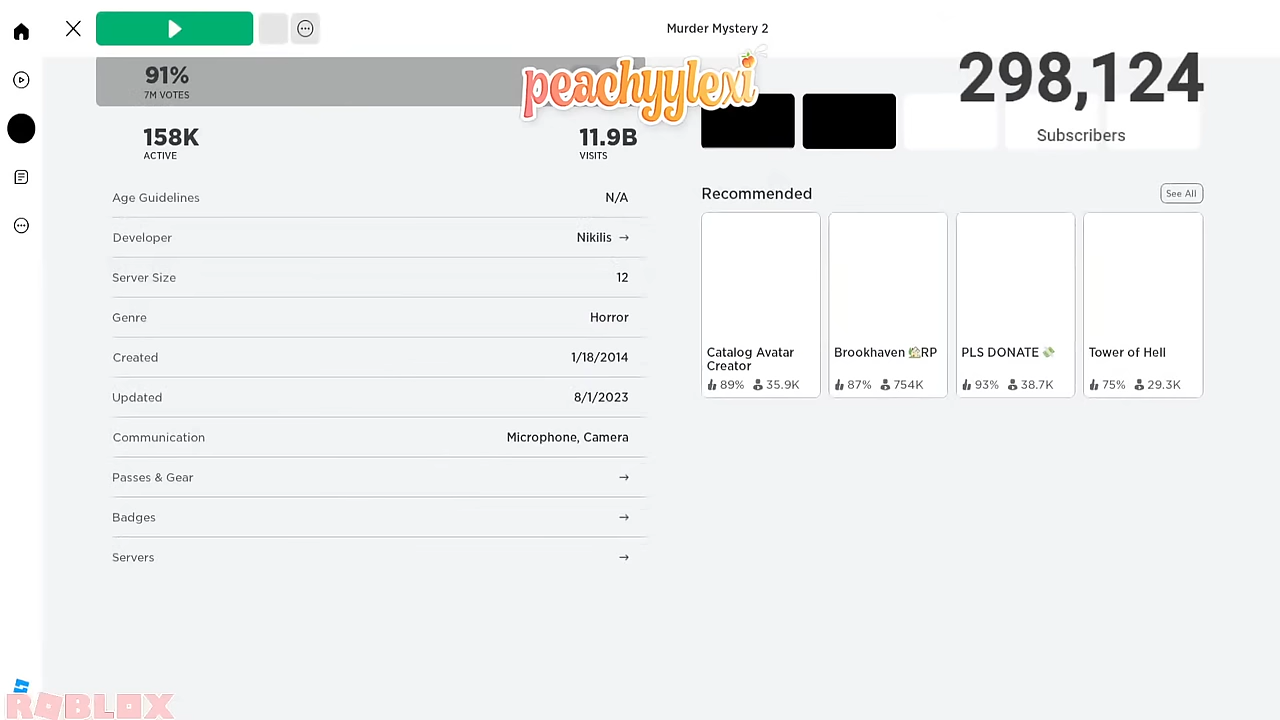 Murder Mystery 2
91%
7M VOTES
peachyylexi
298,124
Subscribers
158K
ACTIVE
11.9B
VISITS
Age Guidelines N/A
Developer Nikilis →
Server Size 12
Genre Horror
Created 1/18/2014
Updated 8/1/2023
Communication Microphone, Camera
Passes & Gear →
Badges →
Servers →
Recommended
See All
Catalog Avatar
Creator
89% 35.9K
Brookhaven 🏡RP
87% 754K
PLS DONATE 💸
93% 38.7K
Tower of Hell
75% 29.3K
ROBLOX